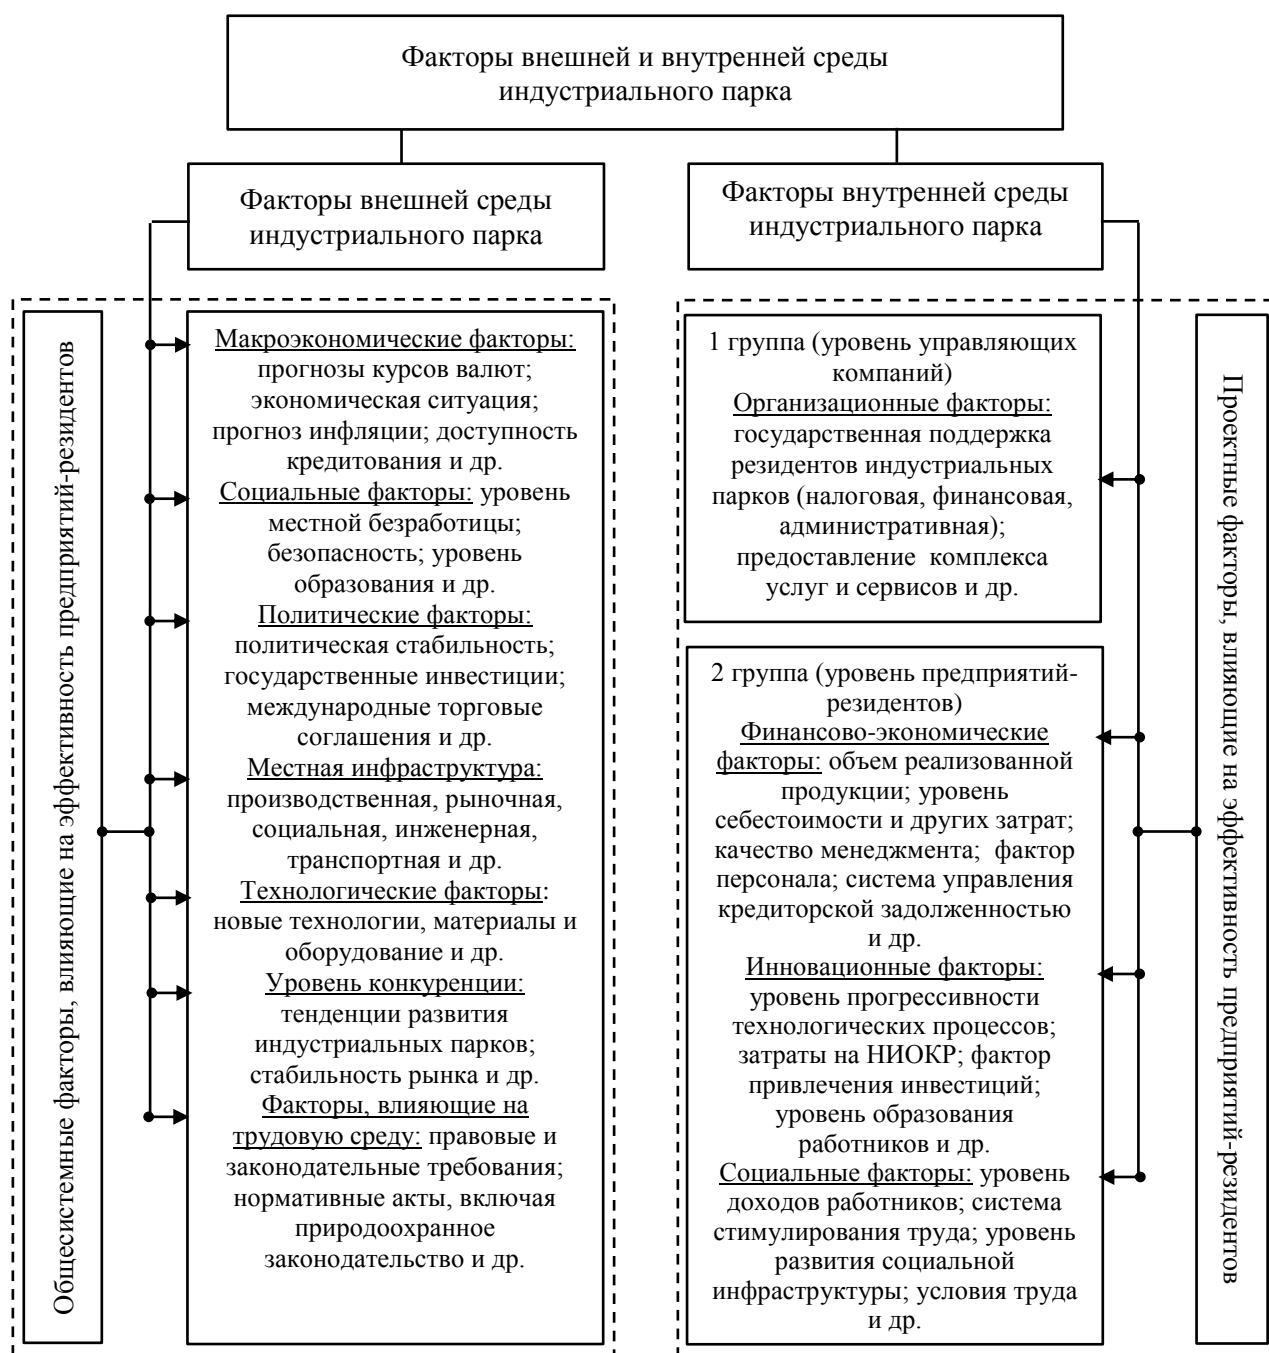 Факторы внешней и внутренней среды
индустриального парка
Факторы внешней среды
индустриального парка
Факторы внутренней среды
индустриального парка
Общесистемные факторы, влияющие на эффективность предприятий-резидентов
Макроэкономические факторы:
прогнозы курсов валют;
экономическая ситуация;
прогноз инфляции; доступность
кредитования и др.
Социальные факторы: уровень
местной безработицы;
безопасность; уровень
образования и др.
Политические факторы:
политическая стабильность;
государственные инвестиции;
международные торговые
соглашения и др.
Местная инфраструктура:
производственная, рыночная,
социальная, инженерная,
транспортная и др.
Технологические факторы:
новые технологии, материалы и
оборудование и др.
Уровень конкуренции:
тенденции развития
индустриальных парков;
стабильность рынка и др.
Факторы, влияющие на
трудовую среду: правовые и
законодательные требования;
нормативные акты, включая
природоохранное
законодательство и др.
1 группа (уровень управляющих
компаний)
Организационные факторы:
государственная поддержка
резидентов индустриальных
парков (налоговая, финансовая,
административная);
предоставление комплекса
услуг и сервисов и др.
2 группа (уровень предприятий-
резидентов)
Финансово-экономические
факторы: объем реализованной
продукции; уровень
себестоимости и других затрат;
качество менеджмента; фактор
персонала; система управления
кредиторской задолженностью
и др.
Инновационные факторы:
уровень прогрессивности
технологических процессов;
затраты на НИОКР; фактор
привлечения инвестиций;
уровень образования
работников и др.
Социальные факторы: уровень
доходов работников; система
стимулирования труда; уровень
развития социальной
инфраструктуры; условия труда
и др.
Проектные факторы, влияющие на эффективность предприятий-резидентов